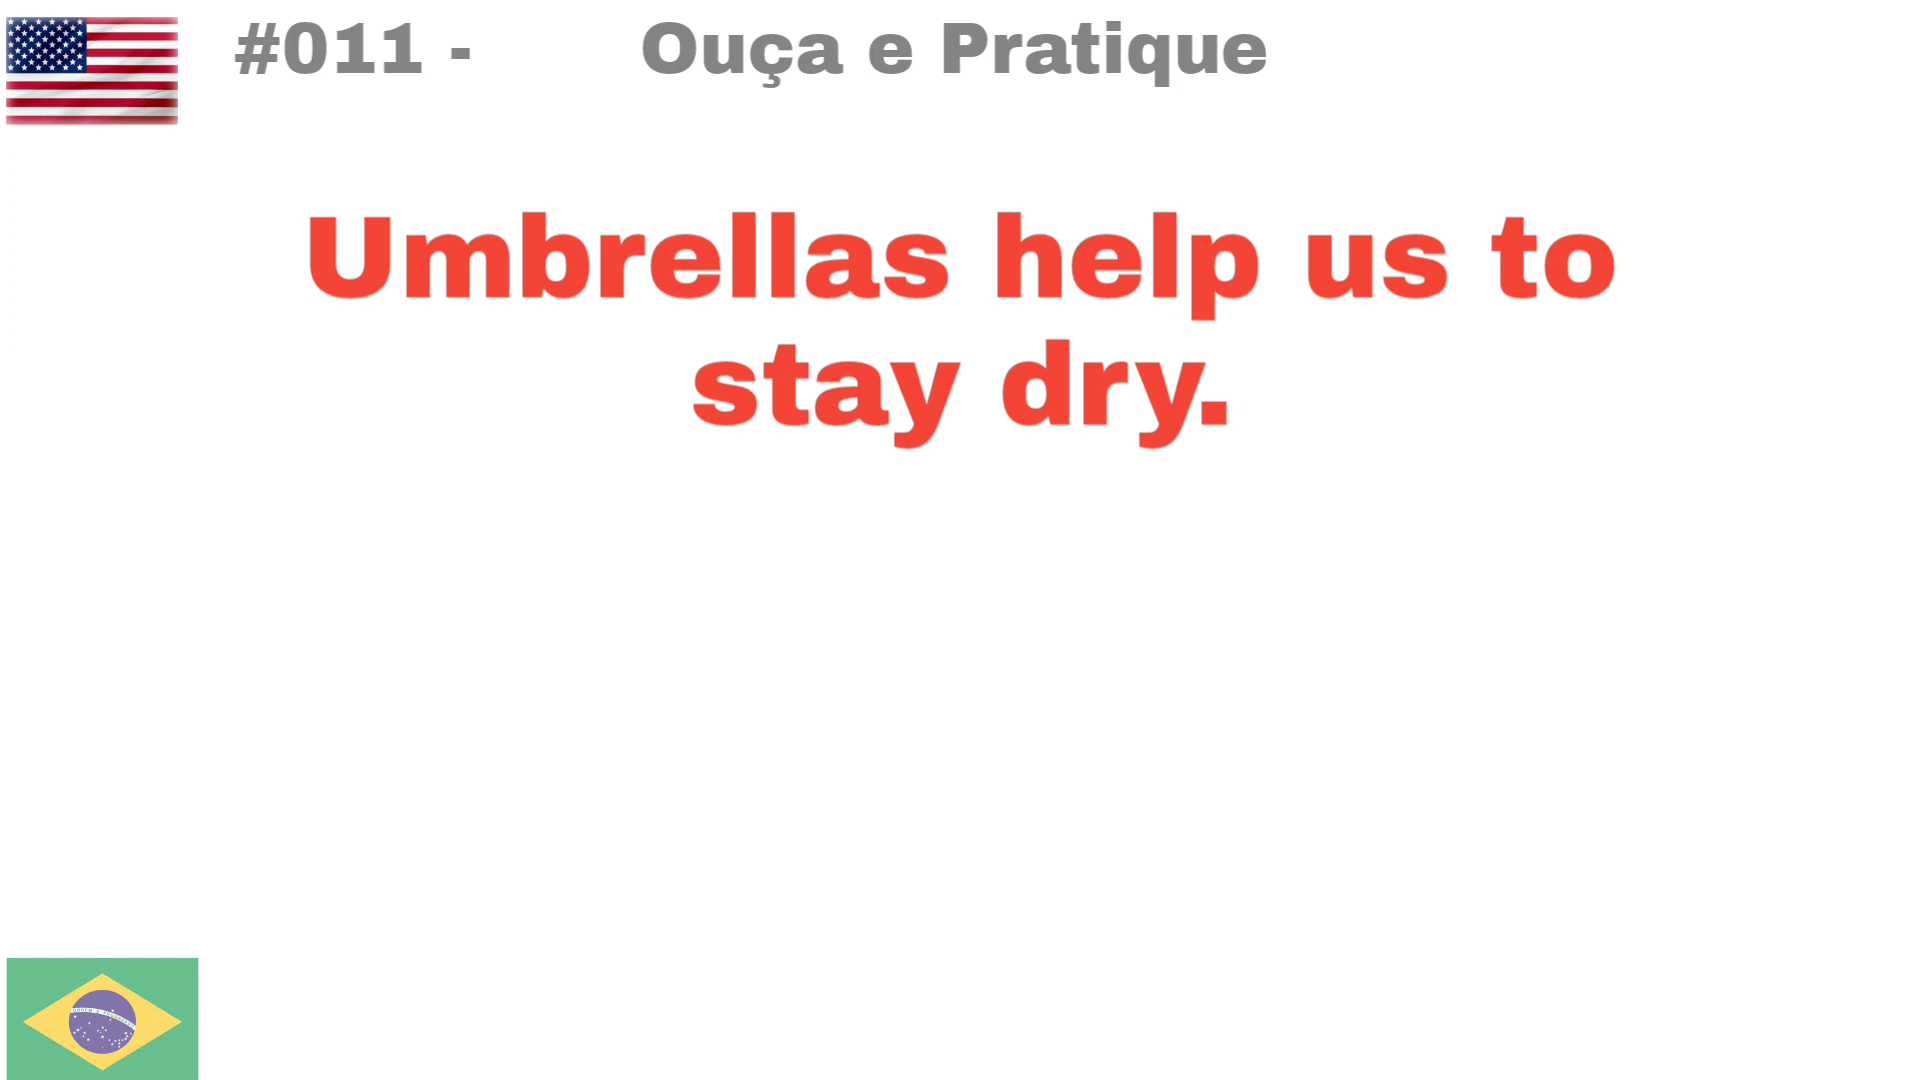 #011 - Ouça e Pratique
Umbrellas help us to
stay dry.